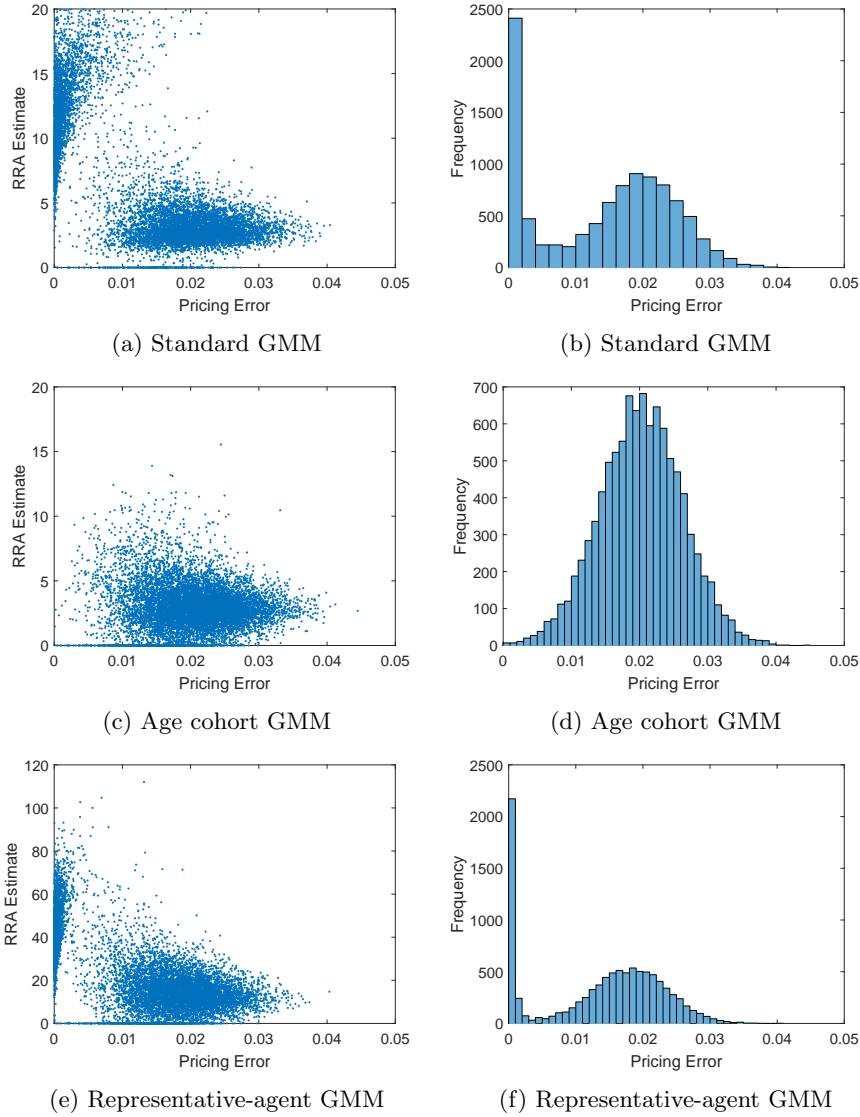 20
15
10
5
0
RRA Estimate
0 0.01 0.02 0.03 0.04 0.05
Pricing Error
(a) Standard GMM
2500
2000
1500
1000
500
0
Frequency
0 0.01 0.02 0.03 0.04 0.05
Pricing Error
(b) Standard GMM
20
15
10
5
0
RRA Estimate
0 0.01 0.02 0.03 0.04 0.05
Pricing Error
(c) Age cohort GMM
700
600
500
400
300
200
100
0
Frequency
0.01 0.02 0.03 0.04 0.05
Pricing Error
(d) Age cohort GMM
120
100
80
60
40
20
0
RRA Estimate
0 0.01 0.02 0.03 0.04 0.05
Pricing Error
(e) Representative-agent GMM
2500
2000
1500
1000
500
0
Frequency
0 0.01 0.02 0.03 0.04 0.05
Pricing Error
(f) Representative-agent GMM